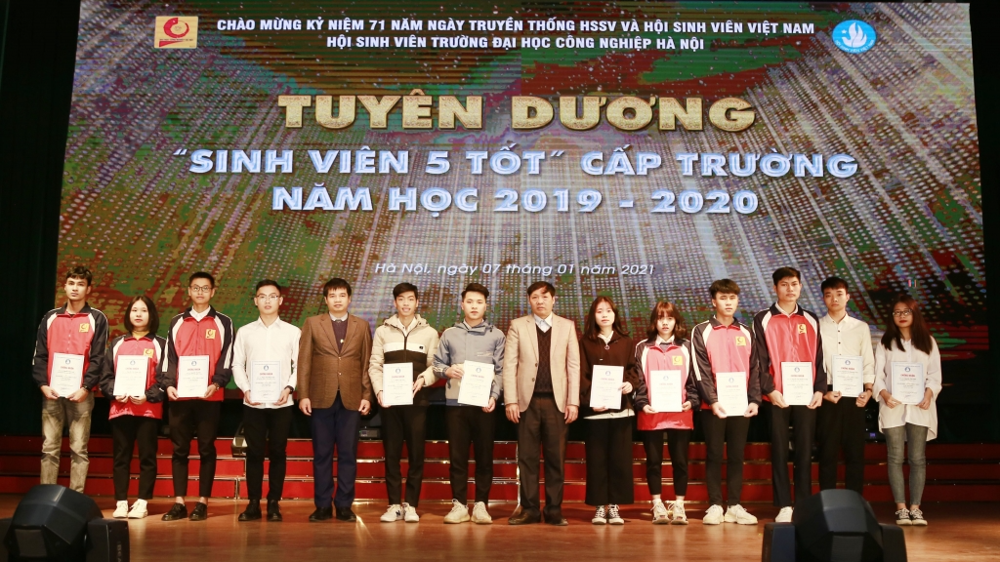 CHÀO MỪNG KỶ NIỆM 71 NĂM NGÀY TRUYỀN THỐNG HSSV VÀ HỘI SINH VIÊN VIỆT NAM
HỘI SINH VIÊN TRƯỜNG ĐẠI HỌC CÔNG NGHIỆP HÀ NỘI
TUYÊN DƯƠNG
“SINH VIÊN 5 TỐT” CẤP TRƯỜNG
NĂM HỌC 2019 - 2020
Hà Nội, ngày 07 tháng 01 năm 2021